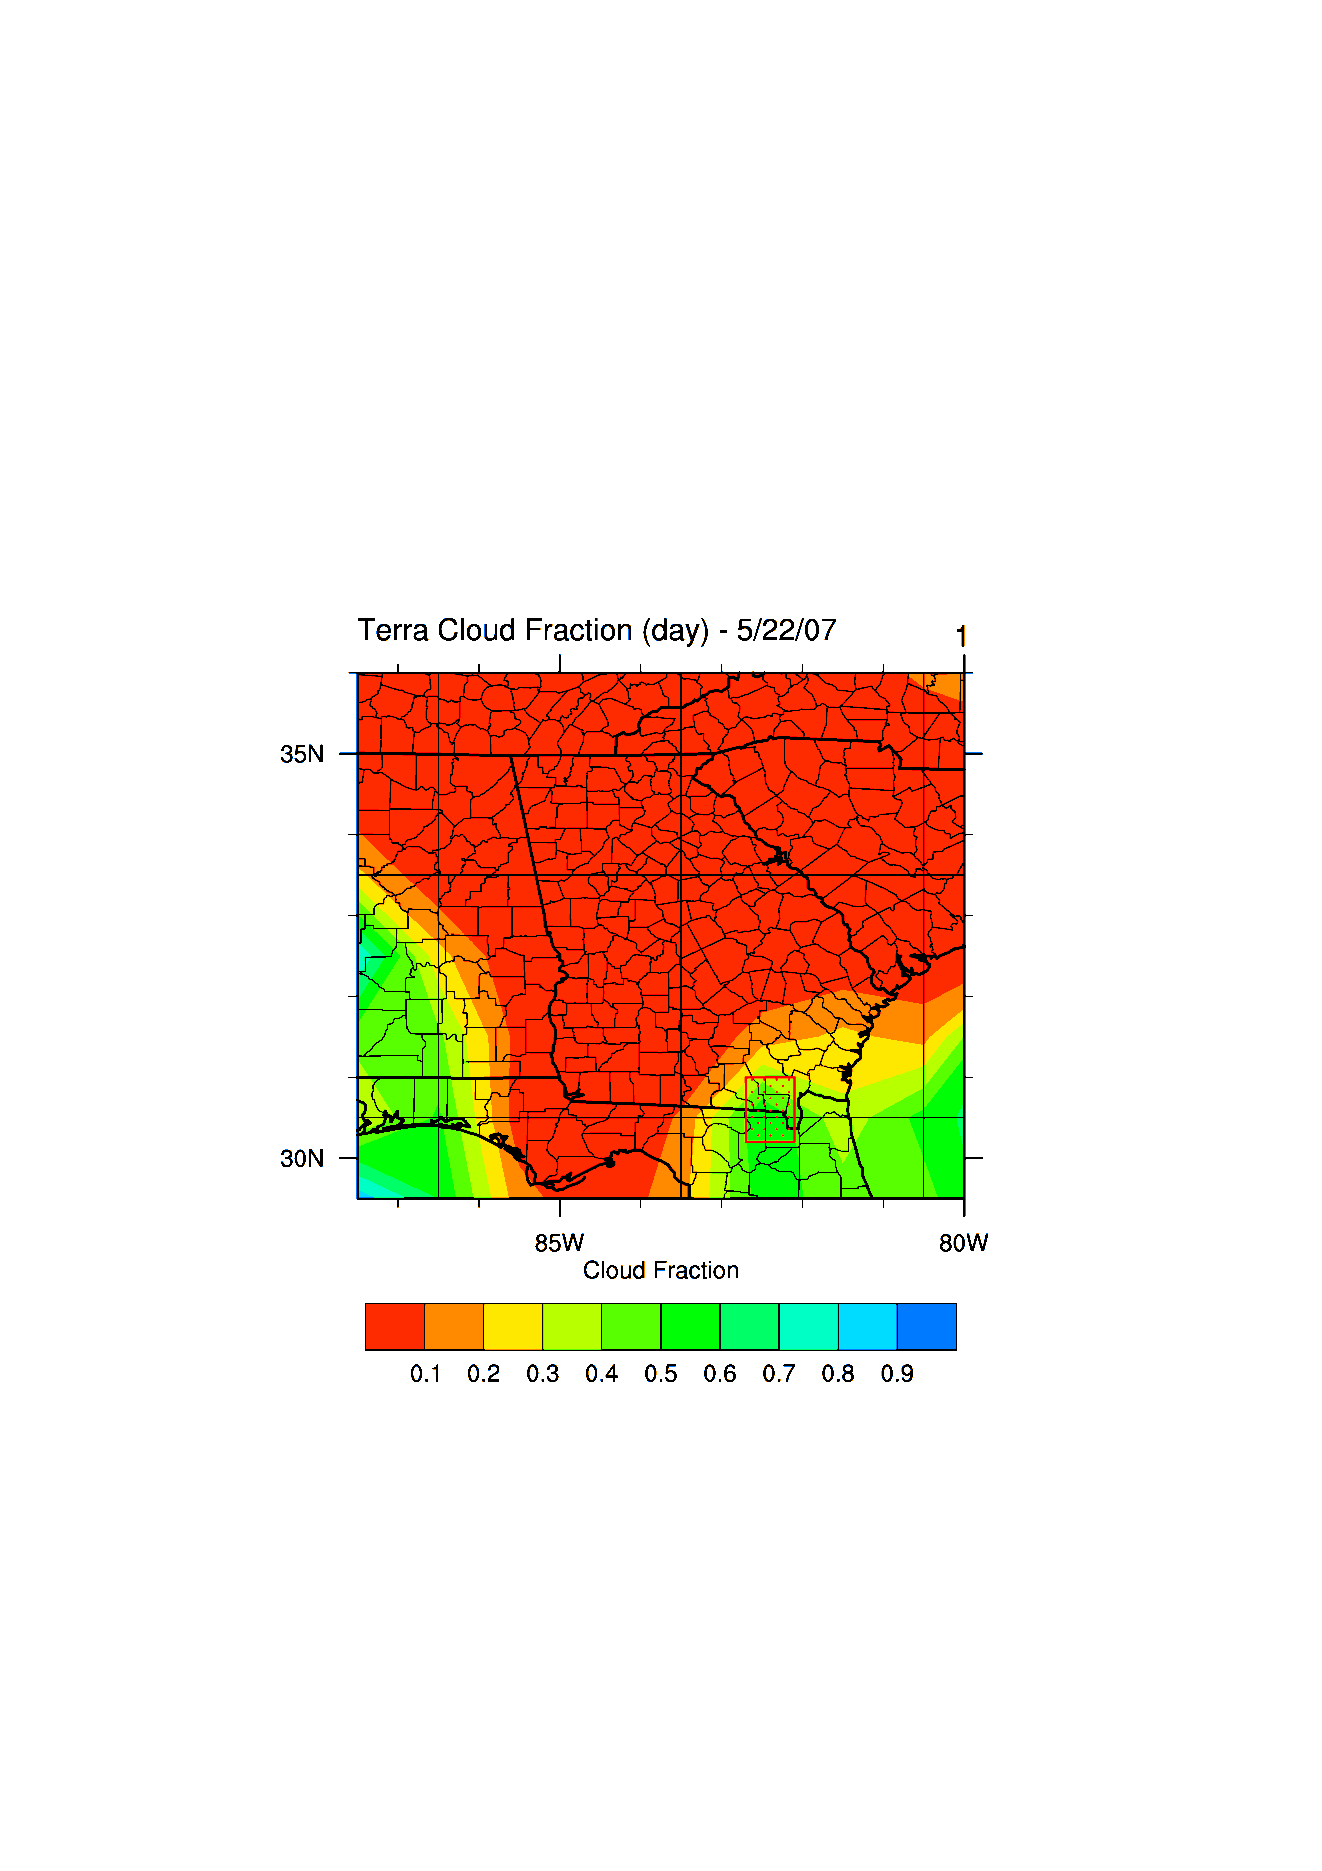 Terra Cloud Fraction (day) - 5/22/07
1
35N
30N
85W
80W
Cloud Fraction
0.1 0.2 0.3 0.4 0.5 0.6 0.7 0.8 0.9